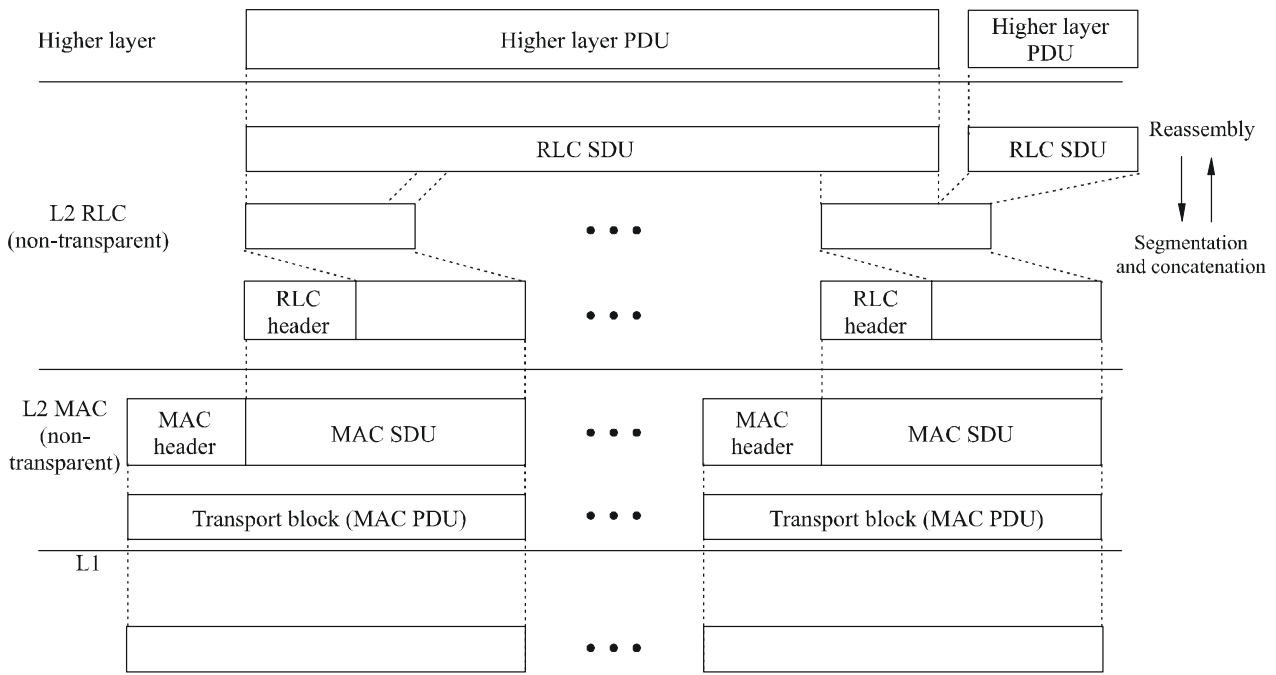 Higher layer
Higher layer PDU
Higher layer
PDU
RLC SDU
RLC SDU
Reassembly
L2 RLC
(non-transparent)
Segmentation
and concatenation
RLC
header
RLC
header
L2 MAC
(non-
transparent)
MAC
header
MAC SDU
MAC
header
MAC SDU
Transport block (MAC PDU)
Transport block (MAC PDU)
L1